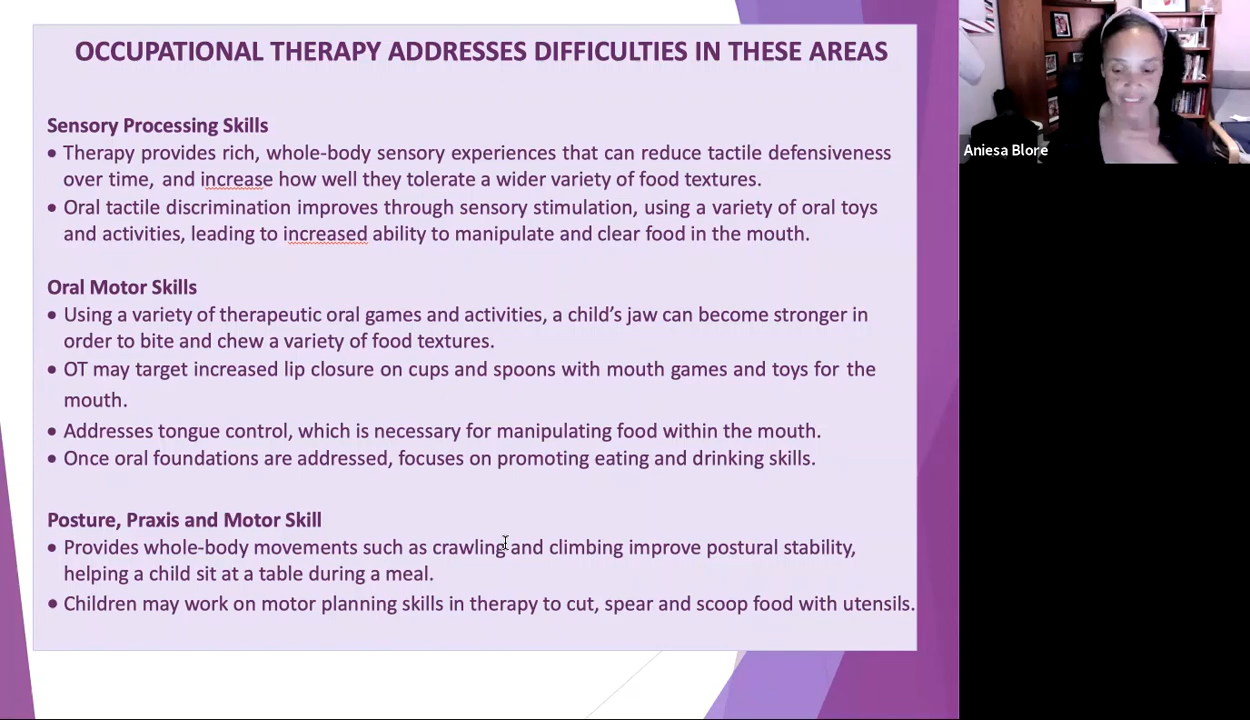 OCCUPATIONAL THERAPY ADDRESSES DIFFICULTIES IN THESE AREAS
Sensory Processing Skills
• Therapy provides rich, whole-body sensory experiences that can reduce tactile defensiveness
over time, and increase how well they tolerate a wider variety of food textures.
• Oral tactile discrimination improves through sensory stimulation, using a variety of oral toys
and activities, leading to increased ability to manipulate and clear food in the mouth.
Oral Motor Skills
• Using a variety of therapeutic oral games and activities, a child’s jaw can become stronger in
order to bite and chew a variety of food textures.
• OT may target increased lip closure on cups and spoons with mouth games and toys for the
mouth.
• Addresses tongue control, which is necessary for manipulating food within the mouth.
• Once oral foundations are addressed, focuses on promoting eating and drinking skills.
Posture, Praxis and Motor Skill
• Provides whole-body movements such as crawling and climbing improve postural stability,
helping a child sit at a table during a meal.
• Children may work on motor planning skills in therapy to cut, spear and scoop food with utensils.
Aniesa Blore